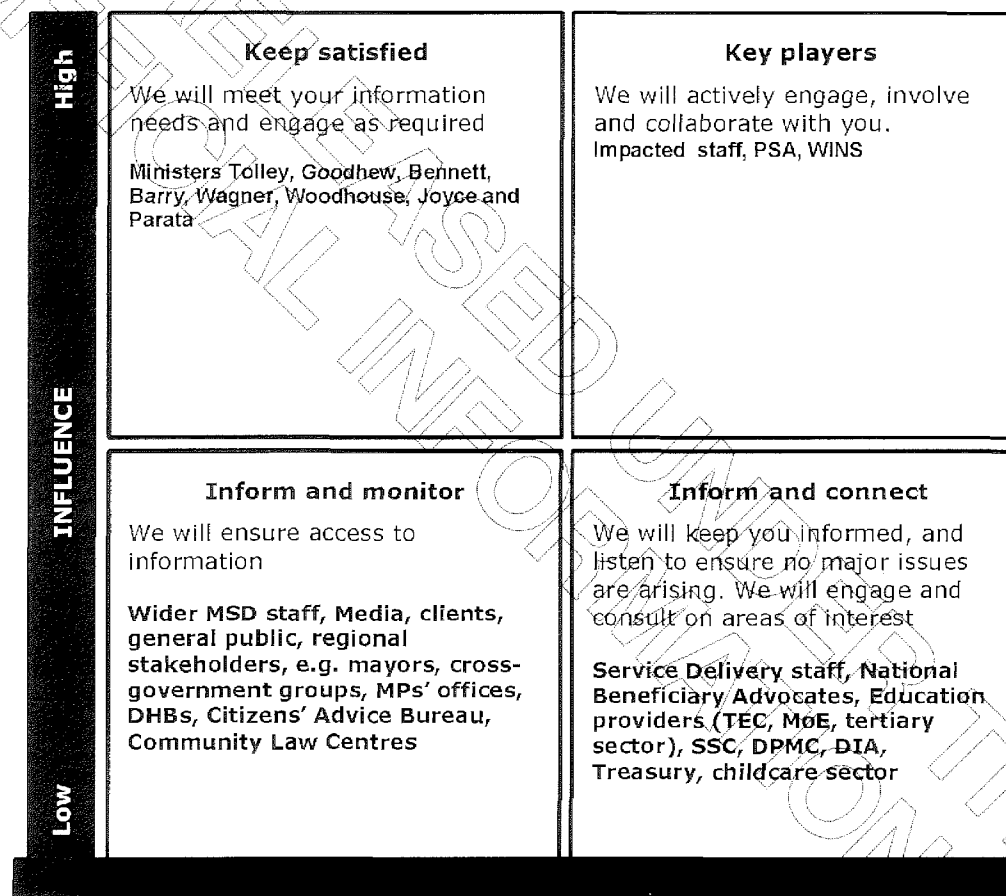 High
INFLUENCE
Low
Keep satisfied
We will meet your information
needs and engage as required
Ministers Tolley, Goodhew, Bennett,
Barry, Wagner, Woodhouse, Joyce and
Parata
Key players
We will actively engage, involve
and collaborate with you.
Impacted staff, PSA, WINS
Inform and monitor
We will ensure access to
information
Wider MSD staff, Media, clients,
general public, regional
stakeholders, e.g. mayors, cross-
government groups, MPs' offices,
DHBs, Citizens' Advice Bureau,
Community Law Centres
Inform and connect
We will keep you informed, and
listen to ensure no major issues
are arising. We will engage and
consult on areas of interest
Service Delivery staff, National
Beneficiary Advocates, Education
providers (TEC, MoE, tertiary
sector), SSC, DPMC, DIA,
Treasury, childcare sector
RELEASED UNDER
INFORMATION